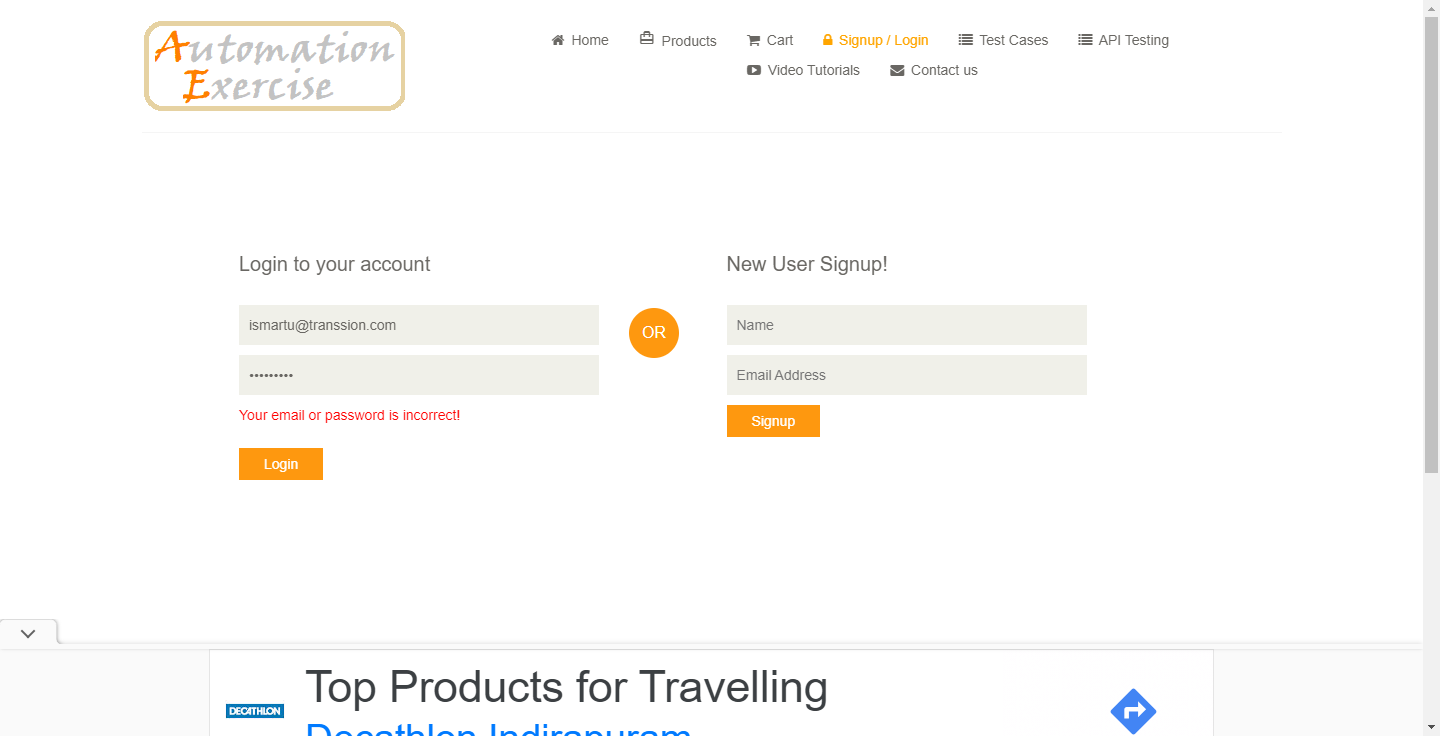 Automation
Exercise
Home
Products
Cart
Signup / Login
Test Cases
API Testing
Video Tutorials
Contact us
Login to your account
New User Signup!
ismartu@transsion.com
•••••••••
Your email or password is incorrect!
Login
OR
Name
Email Address
Signup
DECATHLON
Top Products for Travelling
Decathlon Indirapuram